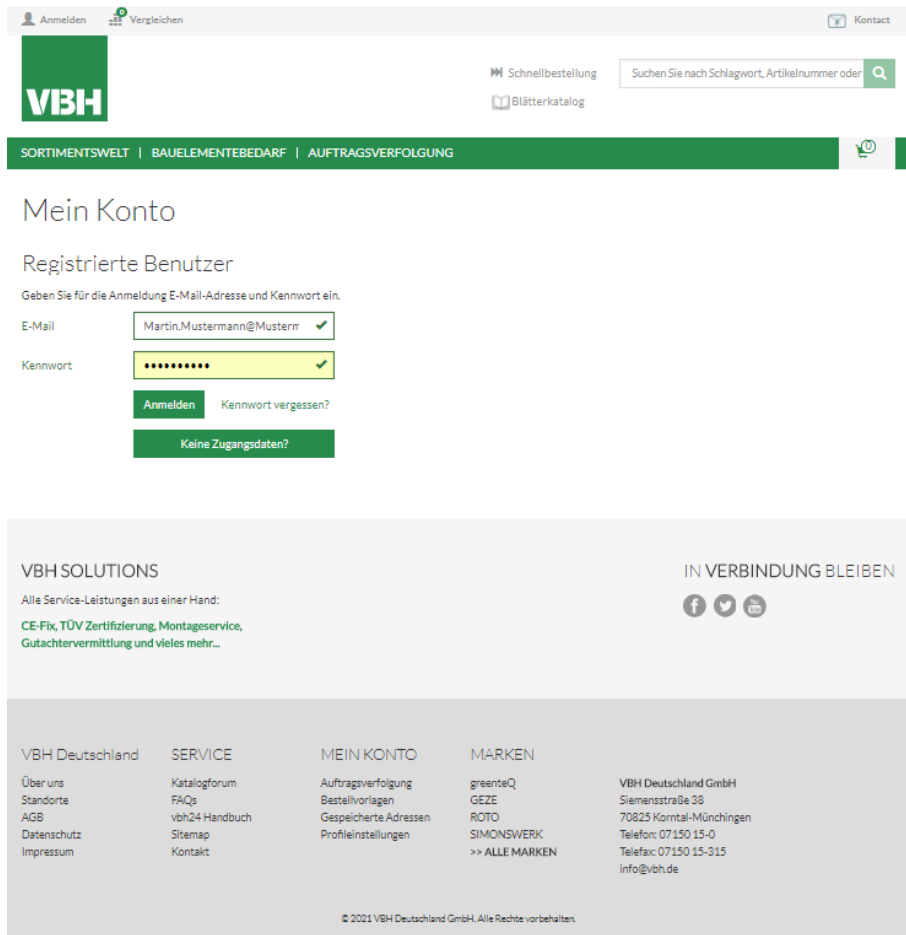 Anmelden 0 Vergleichen Kontact
VBH
Schnellbestellung Suchen Sie nach Schlagwort, Artikelnummer oder
Blätterkatalog
SORTIMENTSWELT | BAUELEMENTEBEDARF | AUFTRAGSVERFOLGUNG 0
Mein Konto
Registrierte Benutzer
Geben Sie für die Anmeldung E-Mail-Adresse und Kennwort ein.
E-Mail Martin.Mustermann@Musterm
Kennwort ••••••••••
Anmelden Kennwort vergessen?
Keine Zugangsdaten?
VBH SOLUTIONS
Alle Service-Leistungen aus einer Hand:
CE-Fix, TÜV Zertifizierung, Montageservice,
Gutachtervermittlung und vieles mehr...
IN VERBINDUNG BLEIBEN
VBH Deutschland
Über uns
Standorte
AGB
Datenschutz
Impressum
SERVICE
Katalogforum
FAQs
vbh24 Handbuch
Sitemap
Kontakt
MEIN KONTO
Auftragsverfolgung
Bestellvorlagen
Gespeicherte Adressen
Profileinstellungen
MARKEN
greenteQ
GEZE
ROTO
SIMONSWERK
>> ALLE MARKEN
VBH Deutschland GmbH
Siemensstraße 38
70825 Korntal-Münchingen
Telefon: 07150 15-0
Telefax: 07150 15-315
info@vbh.de
© 2021 VBH Deutschland GmbH. Alle Rechte vorbehalten.